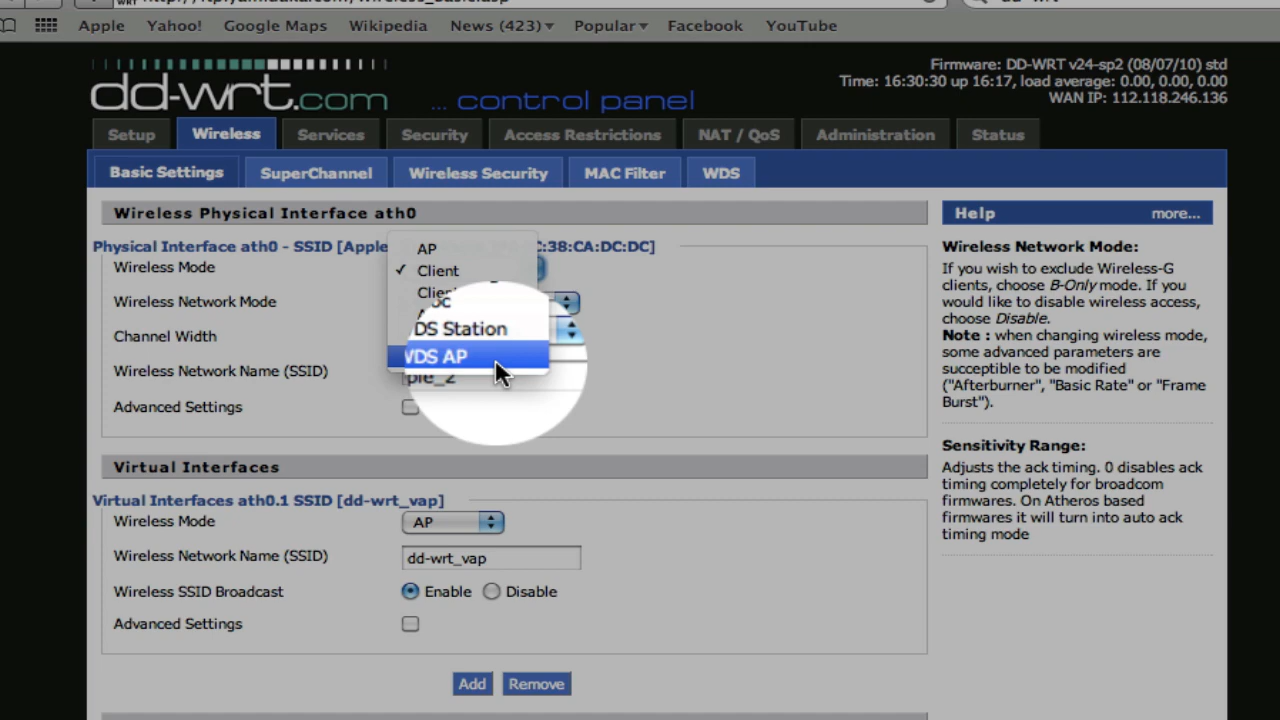 Apple Yahoo! Google Maps Wikipedia News (423)▾ Popular▾ Facebook YouTube
dd-wrt.com ... control panel
Firmware: DD-WRT v24-sp2 (08/07/10) std
Time: 16:30:30 up 16:17, load average: 0.00, 0.00, 0.00
WAN IP: 112.118.246.136
Setup Wireless Services Security Access Restrictions NAT / QoS Administration Status
Basic Settings SuperChannel Wireless Security MAC Filter WDS
Wireless Physical Interface ath0
Physical Interface ath0 - SSID [Apple :38:CA:DC:DC]
Wireless Mode
AP
✓ Client
Wireless Network Mode
DS Station
Channel Width
WDS AP
Wireless Network Name (SSID)
ple_2
Advanced Settings
Virtual Interfaces
Virtual Interfaces ath0.1 SSID [dd-wrt_vap]
Wireless Mode AP
Wireless Network Name (SSID) dd-wrt_vap
Wireless SSID Broadcast Enable Disable
Advanced Settings
Add Remove
Help more...
Wireless Network Mode:
If you wish to exclude Wireless-G
clients, choose B-Only mode. If you
would like to disable wireless access,
choose Disable.
Note : when changing wireless mode,
some advanced parameters are
susceptible to be modified
("Afterburner", "Basic Rate" or "Frame
Burst").
Sensitivity Range:
Adjusts the ack timing. 0 disables ack
timing completely for broadcom
firmwares. On Atheros based
firmwares it will turn into auto ack
timing mode